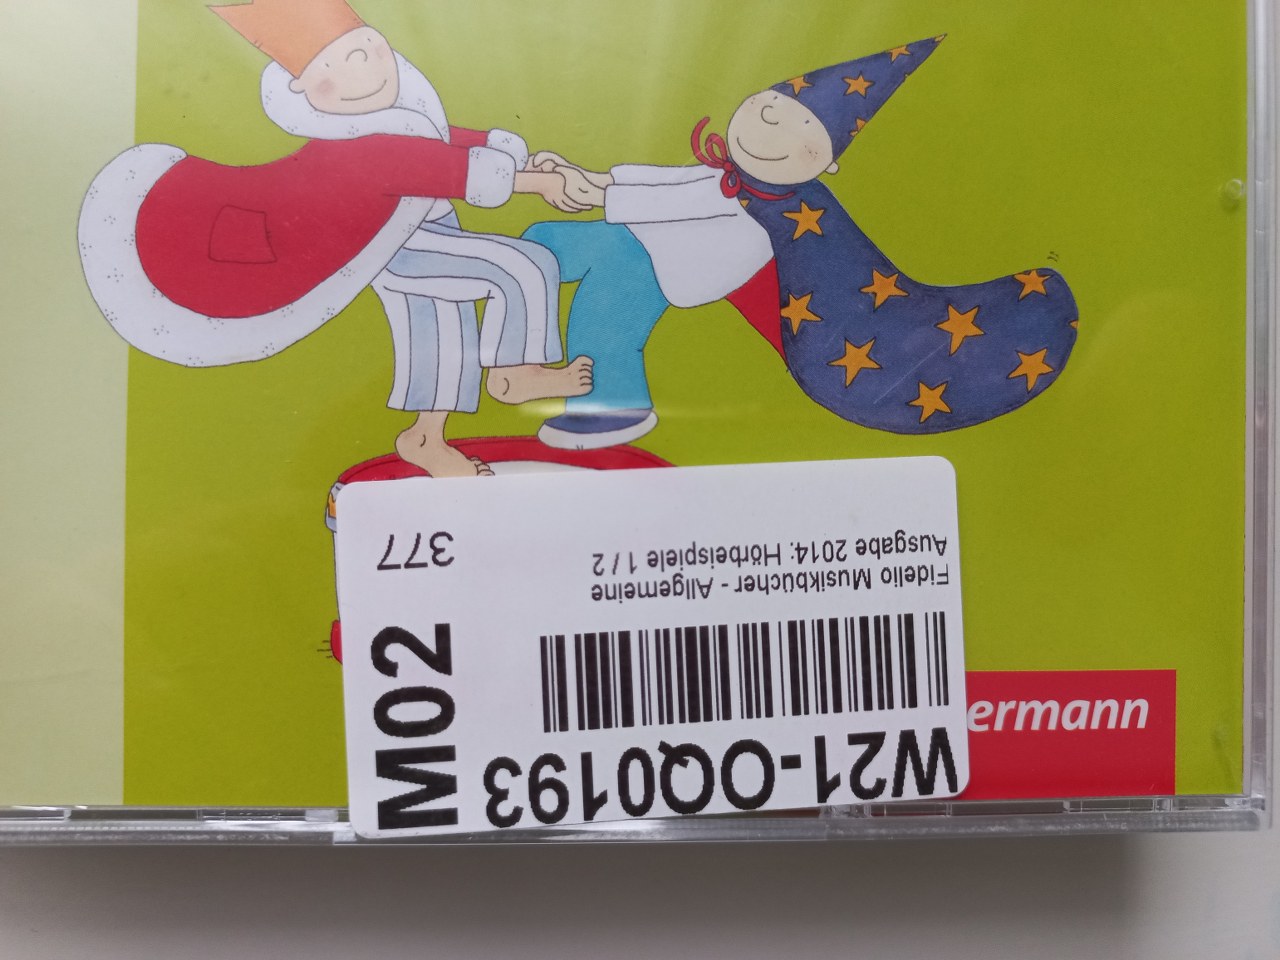 Fidelio Musikbücher - Allgemeine
Ausgabe 2014: Hörbeispiele 1 / 2
377
M02
W21-OQ0193
ermann